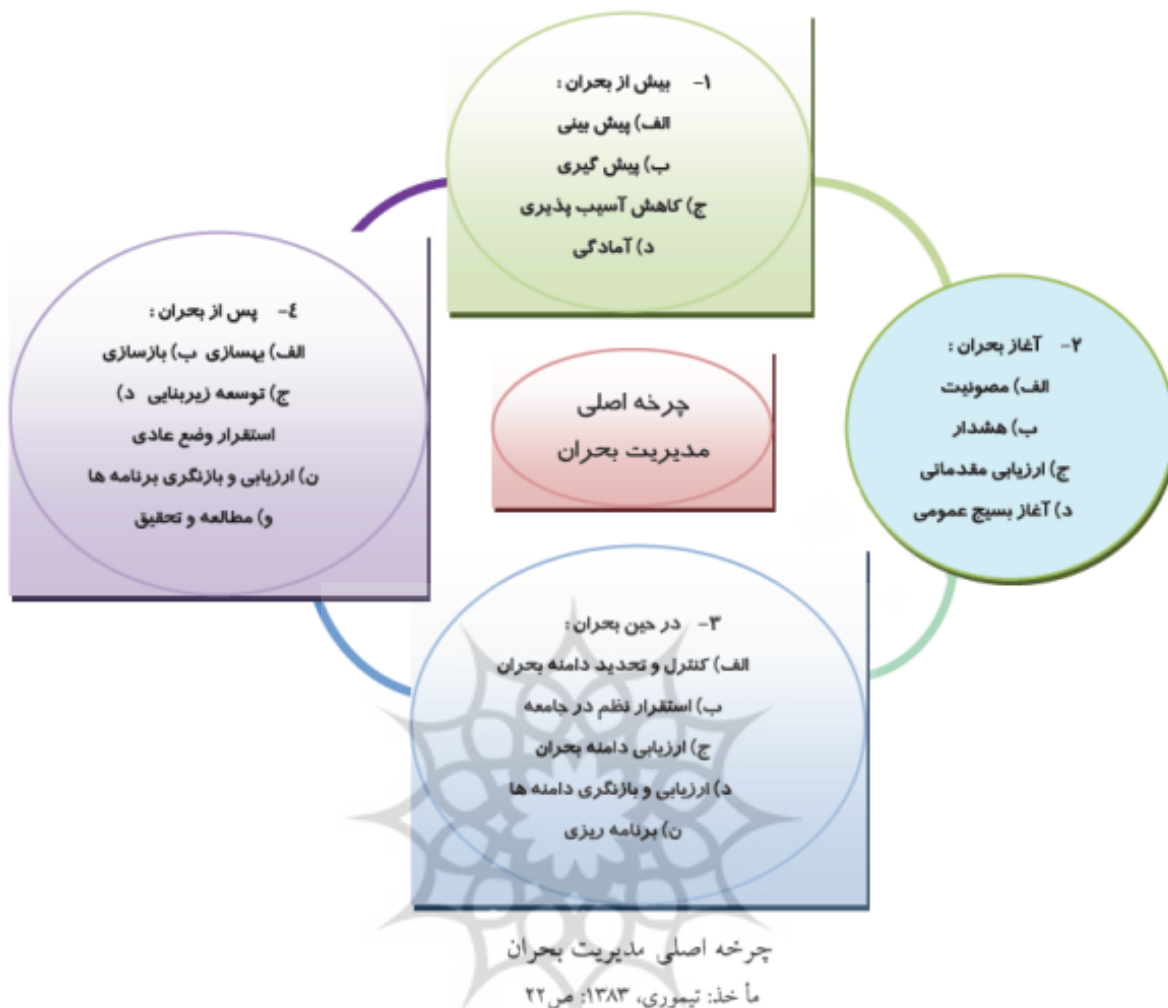 ۱- بیش از بحران :
الف) پیش بینی
ب) پیش گیری
ج) کاهش آسیب پذیری
د) آمادگی
۲- آغاز بحران :
الف) مصونیت
ب) هشدار
ج) ارزیابی مقدماتی
د) آغاز بسیج عمومی
۳- در حین بحران :
الف) کنترل و تحدید دامنه بحران
ب) استقرار نظم در جامعه
ج) ارزیابی دامنه بحران
د) ارزیابی و بازنگری دامنه ها
ن) برنامه ریزی
٤- پس از بحران :
الف) بهسازی ب) بازسازی
ج) توسعه زیربنایی د)
استقرار وضع عادی
ن) ارزیابی و بازنگری برنامه ها
و) مطالعه و تحقیق
چرخه اصلی
مدیریت بحران
چرخه اصلی مدیریت بحران
مأ خذ: تیموری، ۱۳۸۳: ص۲۲